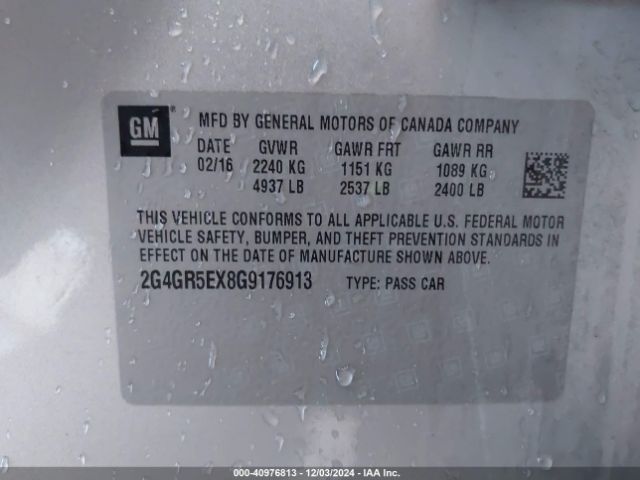 GM
MFD BY GENERAL MOTORS OF CANADA COMPANY
DATE GVWR GAWR FRT GAWR RR
02/16 2240 KG 1151 KG 1089 KG
4937 LB 2537 LB 2400 LB
THIS VEHICLE CONFORMS TO ALL APPLICABLE U.S. FEDERAL MOTOR
VEHICLE SAFETY, BUMPER, AND THEFT PREVENTION STANDARDS IN
EFFECT ON THE DATE OF MANUFACTURE SHOWN ABOVE.
2G4GR5EX8G9176913 TYPE: PASS CAR
000-40976813 - 12/03/2024 - IAA Inc.